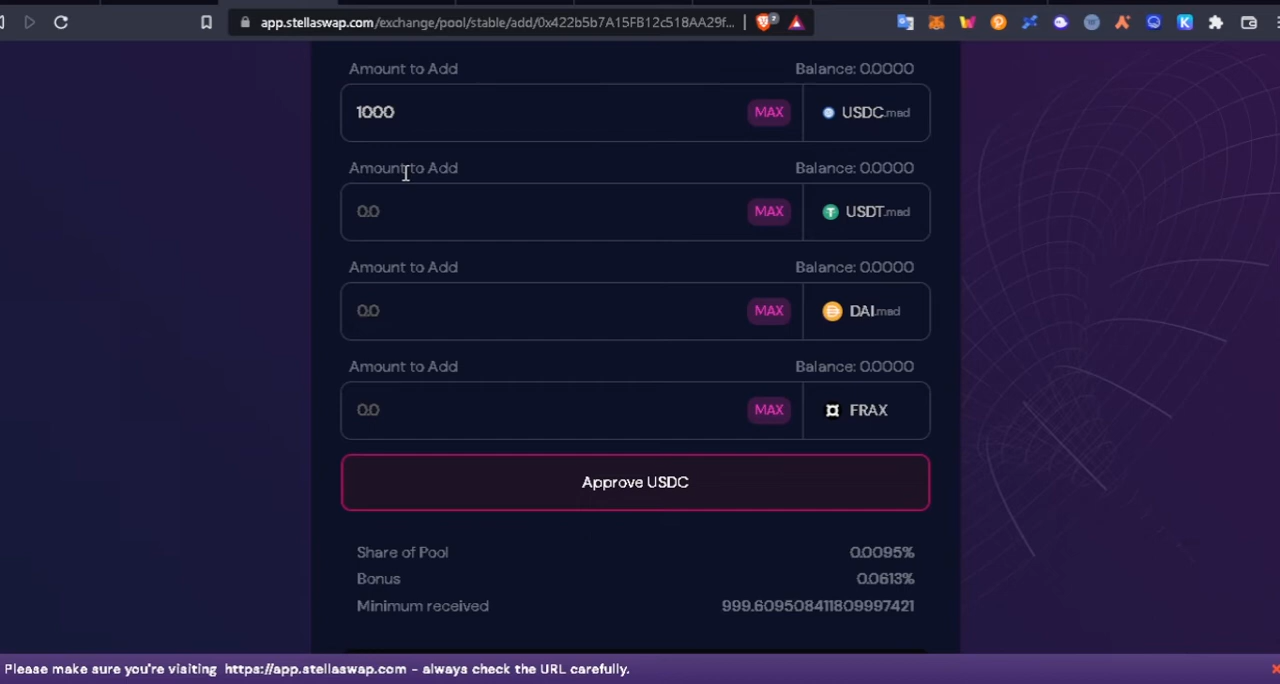 app.stellaswap.com/exchange/pool/stable/add/0x422b5b7A15FB12c518AA29f...
2
Amount to Add Balance: 0.0000
1000 MAX USDC.mad
Amount to Add Balance: 0.0000
0.0 MAX USDT.mad
Amount to Add Balance: 0.0000
0.0 MAX DAI.mad
Amount to Add Balance: 0.0000
0.0 MAX FRAX
Approve USDC
Share of Pool 0.0095%
Bonus 0.0613%
Minimum received 999.609508411809997421
Please make sure you're visiting https://app.stellaswap.com - always check the URL carefully.